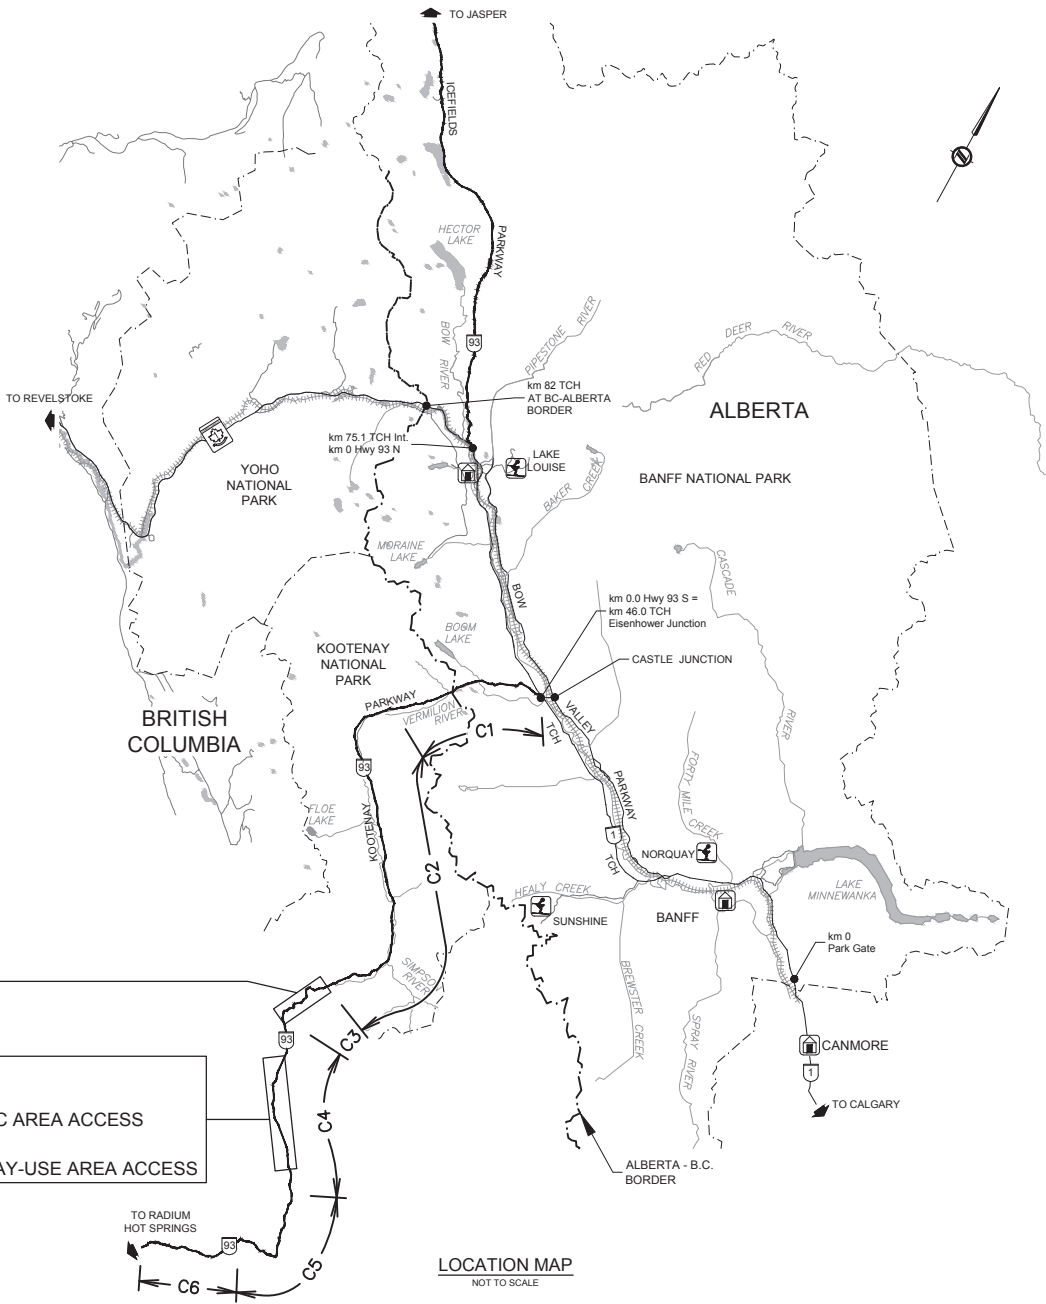 TO JASPER
ICEFIELDS
PARKWAY
HECTOR
LAKE
BOW
RIVER
93
PIPESTONE
RIVER
RED
DEER
RIVER
TO REVELSTOKE
km 82 TCH
AT BC-ALBERTA
BORDER
ALBERTA
km 75.1 TCH Int.
km 0 Hwy 93 N
LAKE
LOUISE
YOHO
NATIONAL
PARK
BANFF NATIONAL PARK
BAKER
CREEK
MORAINE
LAKE
CASCADE
RIVER
BOW
VALLEY
PARKWAY
km 0.0 Hwy 93 S =
km 46.0 TCH
Eisenhower Junction
BOOM
LAKE
KOOTENAY
NATIONAL
PARK
CASTLE JUNCTION
PARKWAY
VERMILION
RIVER
BRITISH
COLUMBIA
C1
TCH
93
FORTY
MILE
CREEK
FLOE
LAKE
KOOTENAY
C2
1
TCH
NORQUAY
LAKE
MINNEWANKA
HEALY CREEK
SUNSHINE
BANFF
km 0
Park Gate
SIMPSON
RIVER
BREWSTER CREEK
SPRAY RIVER
93
C3
CANMORE
1
TO CALGARY
C AREA ACCESS
C4
AY-USE AREA ACCESS
ALBERTA - B.C.
BORDER
TO RADIUM
HOT SPRINGS
93
C5
C6
LOCATION MAP
NOT TO SCALE